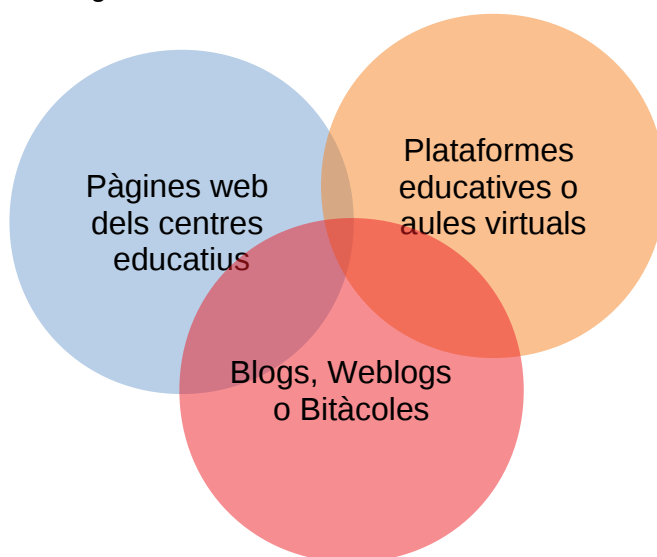 Pàgines web
dels centres
educatius
Plataformes
educatives o
aules virtuals
Blogs, Weblogs
o Bitàcoles